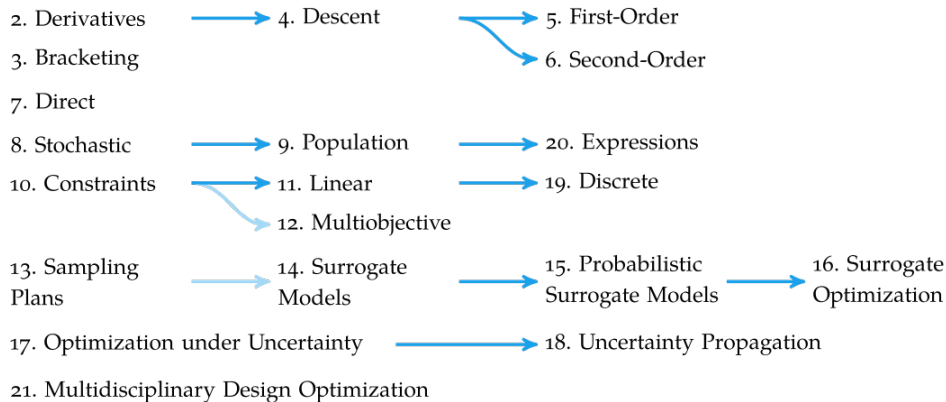 2. Derivatives 4. Descent 5. First-Order
3. Bracketing 6. Second-Order
7. Direct
8. Stochastic 9. Population 20. Expressions
10. Constraints 11. Linear 19. Discrete
12. Multiobjective
13. Sampling Plans 14. Surrogate Models 15. Probabilistic Surrogate Models 16. Surrogate Optimization
17. Optimization under Uncertainty 18. Uncertainty Propagation
21. Multidisciplinary Design Optimization